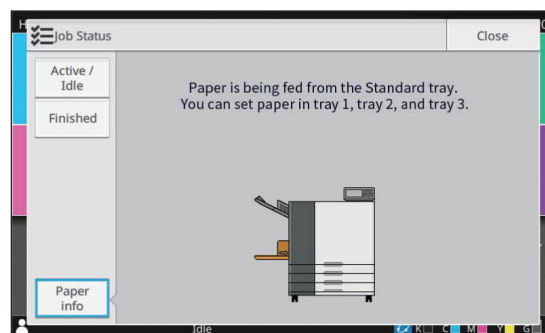 Job Status
Close
Active /
Idle
Finished
Paper is being fed from the Standard tray.
You can set paper in tray 1, tray 2, and tray 3.
Paper
info
Idle
K C M Y G